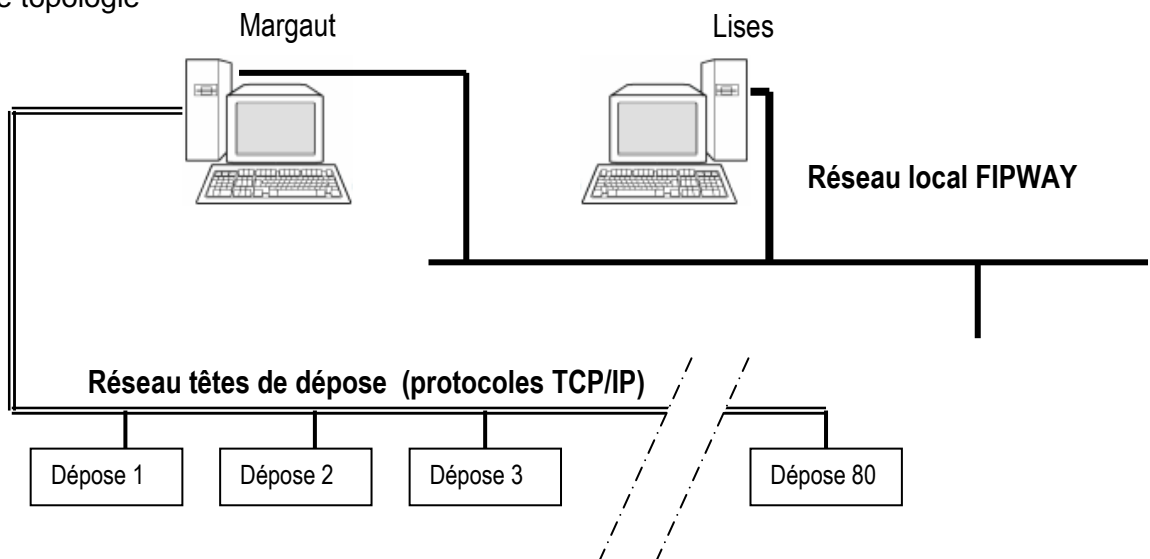 e topologie
Margaut
Lises
Réseau local FIPWAY
Réseau têtes de dépose (protocoles TCP/IP)
Dépose 1
Dépose 2
Dépose 3
Dépose 80